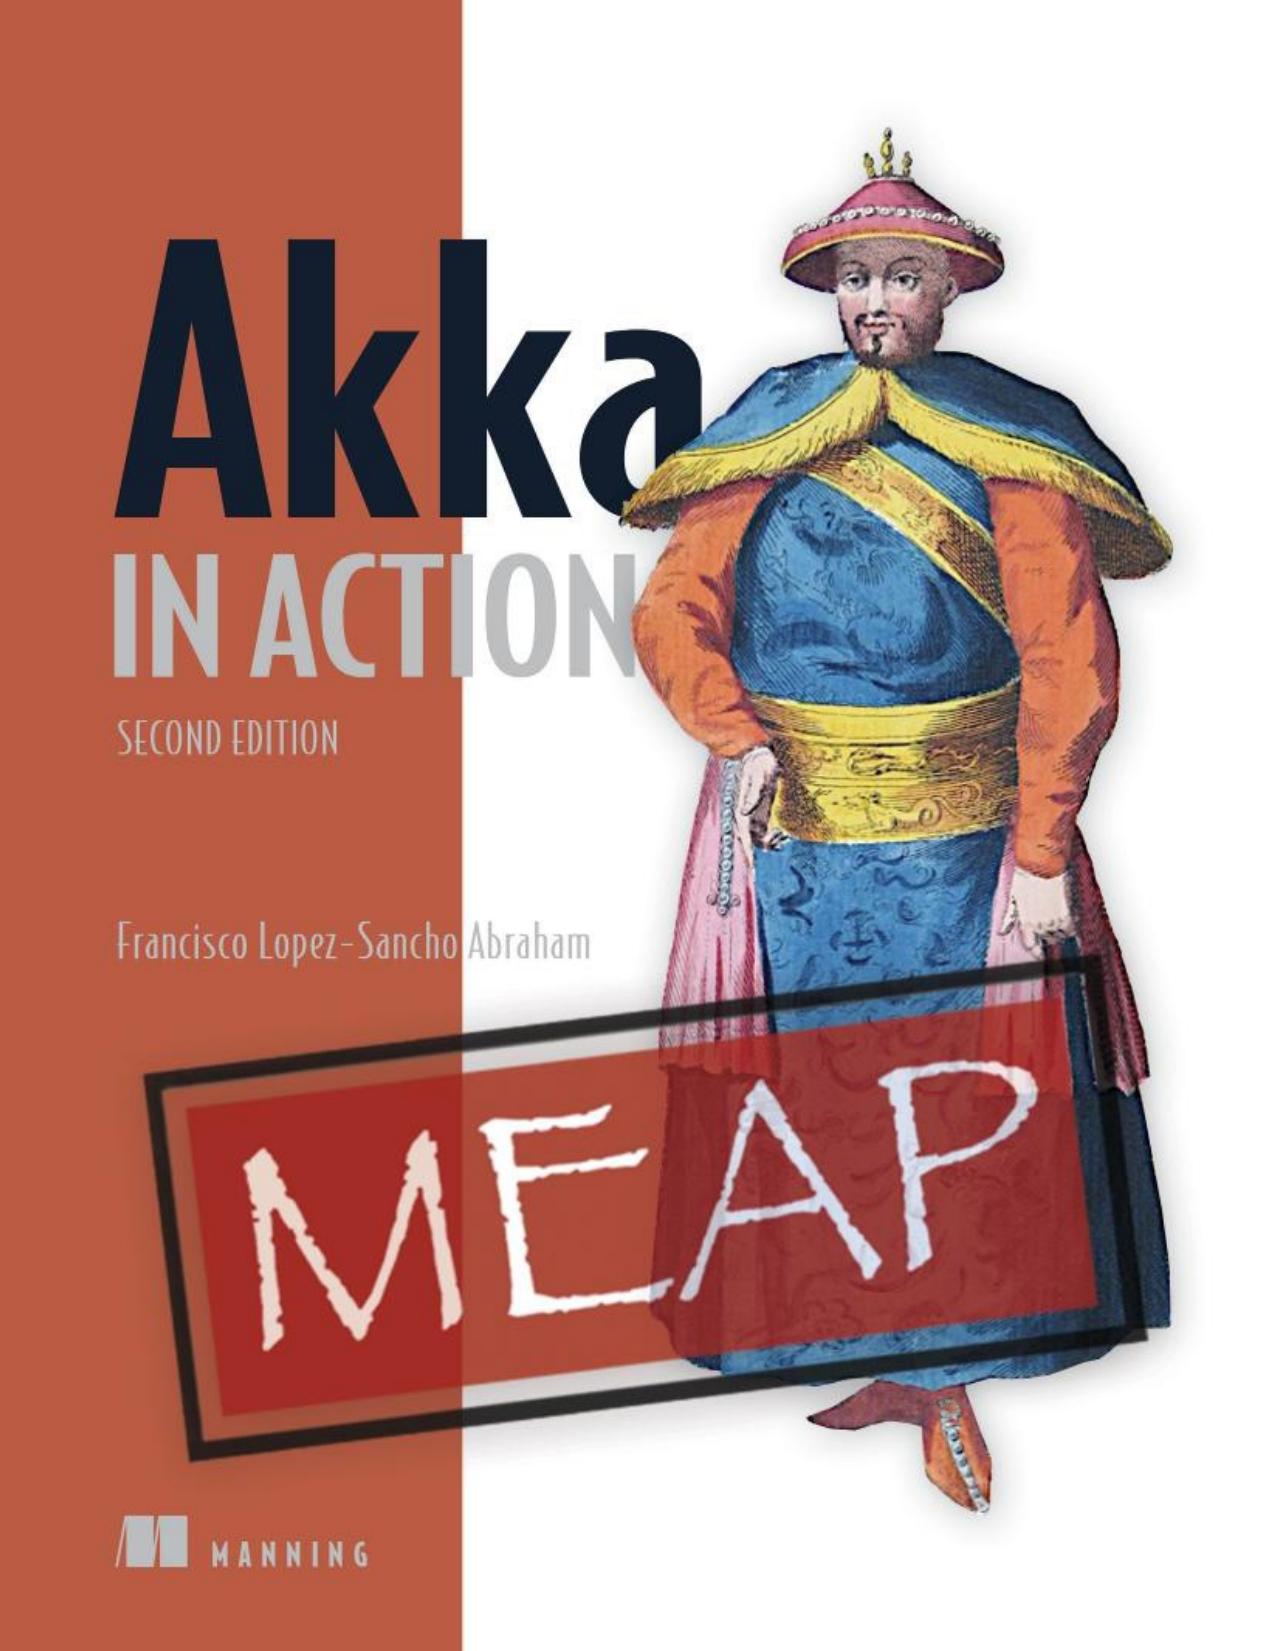 Akka
IN ACTION
SECOND EDITION
Francisco Lopez-Sancho Abraham
MEAP
MANNING